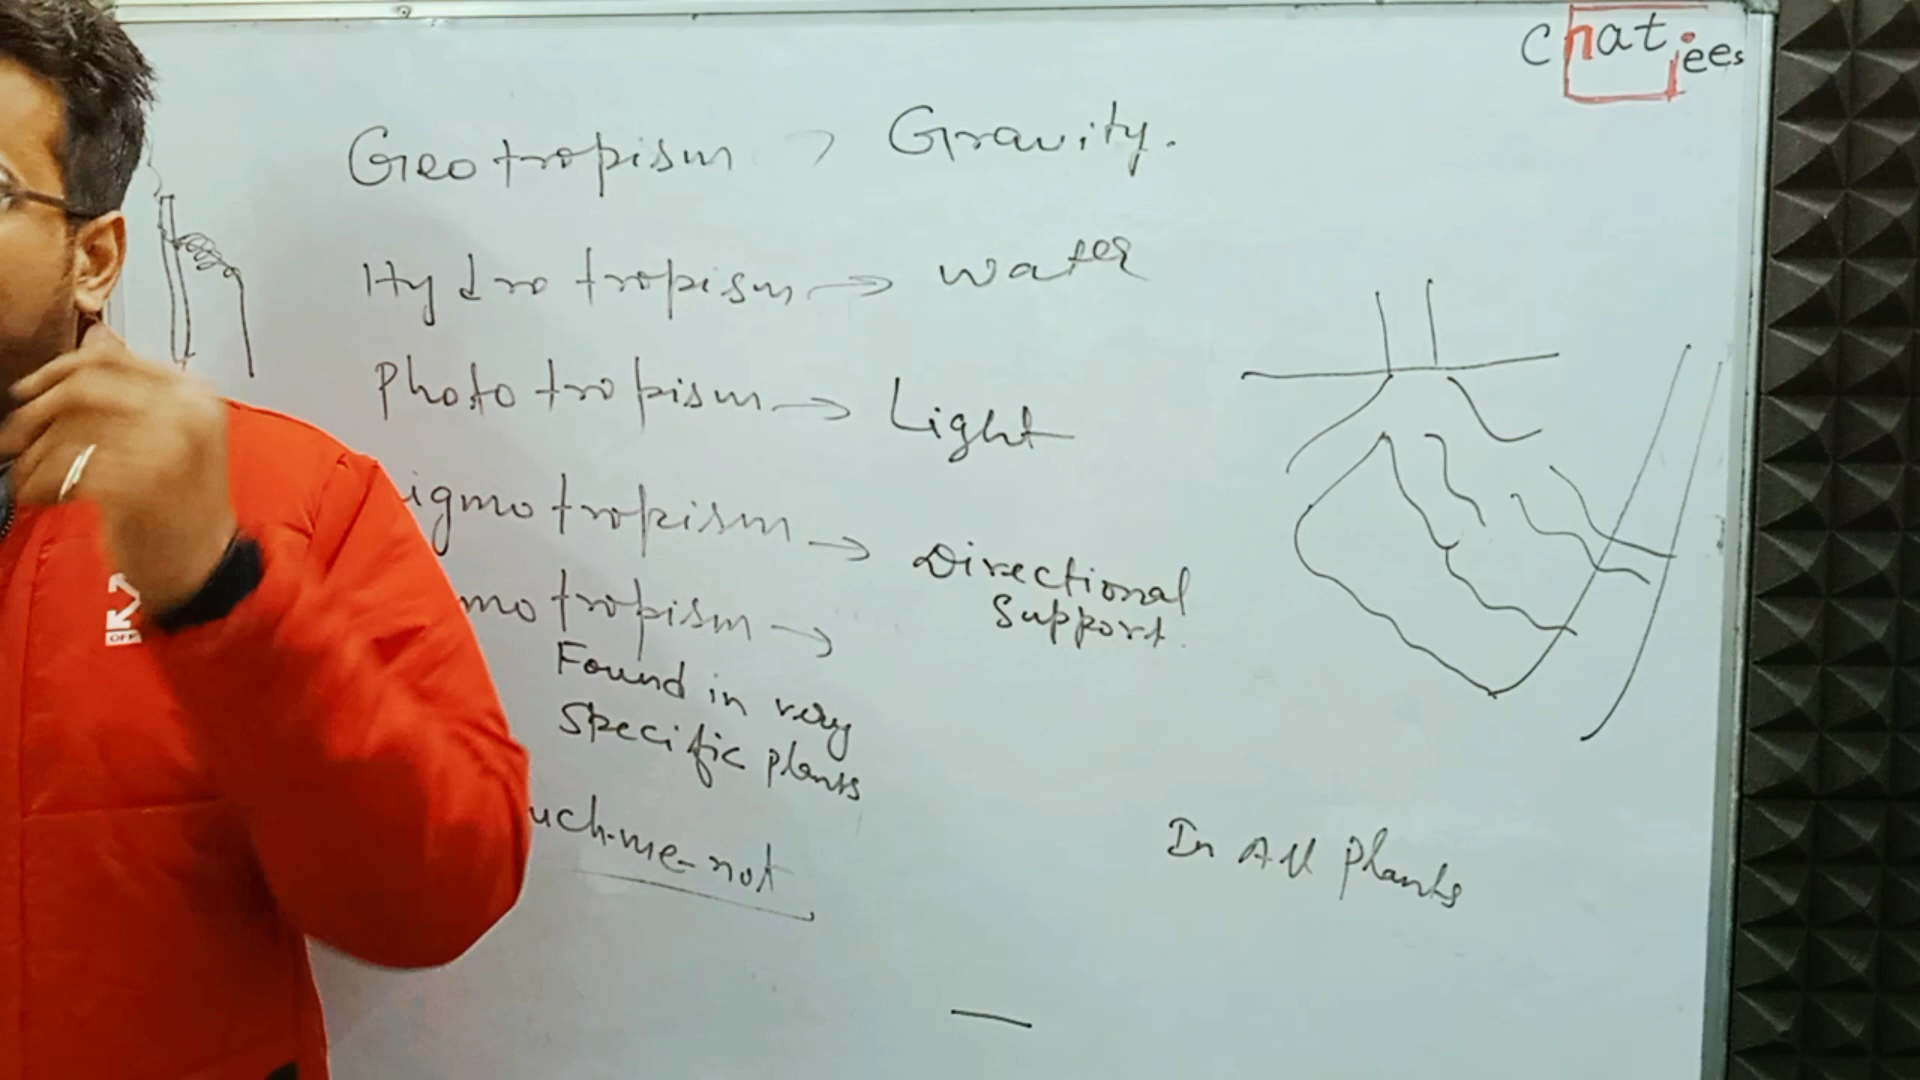 Chatjees
Geotropism → Gravity.
Hydrotropism → Water
Phototropism → Light
igmotropism → Directional
Support.
motropism →
Found in very
specific plants
uch-me-not
In All Plants
OFF